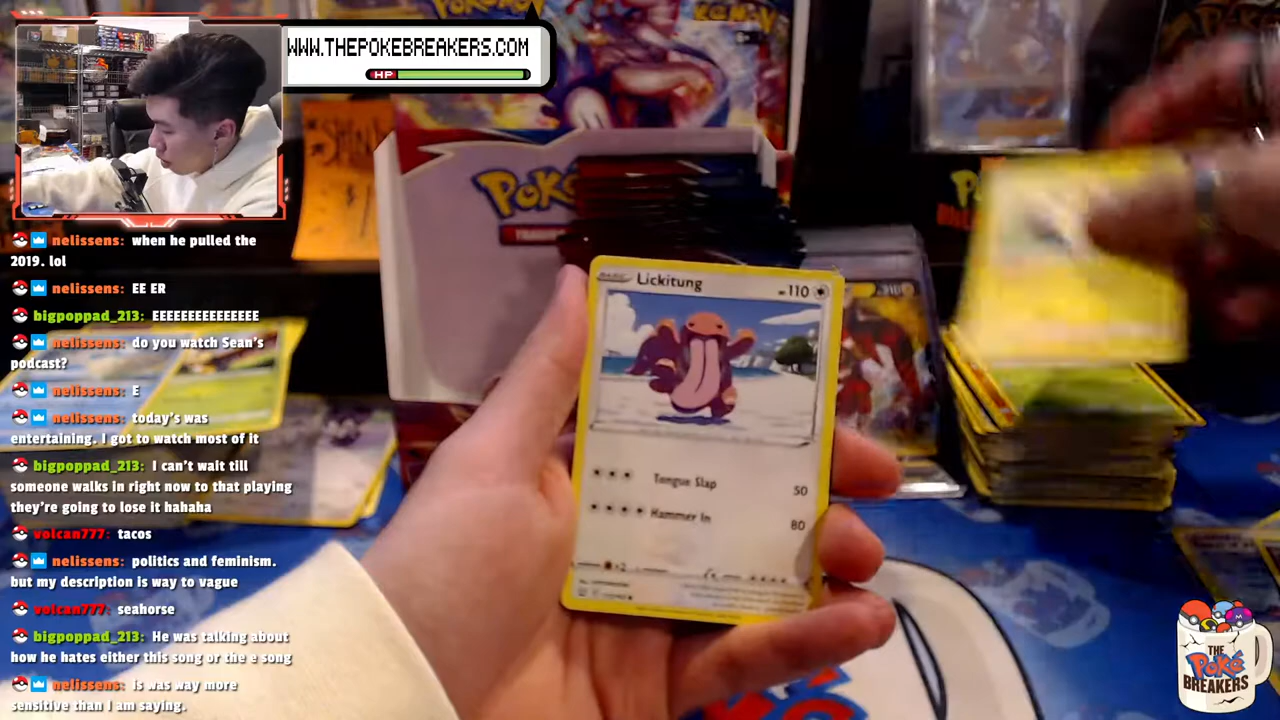 WWW.THEPOKEBREAKERS.COM
HP
nelissens: when he pulled the
2019. lol
nelissens: EE ER
bigpoppad_213: EEEEEEEEEEEEEEE
nelissens: do you watch Sean's
podcast?
nelissens: E
nelissens: today's was
entertaining. I got to watch most of it
bigpoppad_213: I can't wait till
someone walks in right now to that playing
they're going to lose it hahaha
volcan777: tacos
nelissens: politics and feminism.
but my description is way to vague
volcan777: seahorse
bigpoppad_213: He was talking about
how he hates either this song or the e song
nelissens: Is was way more
sensitive than I am saying.
BASIC Lickitung 110
Tongue Slap 50
Hammer In 80
×2
THE
Poké
BREAKERS